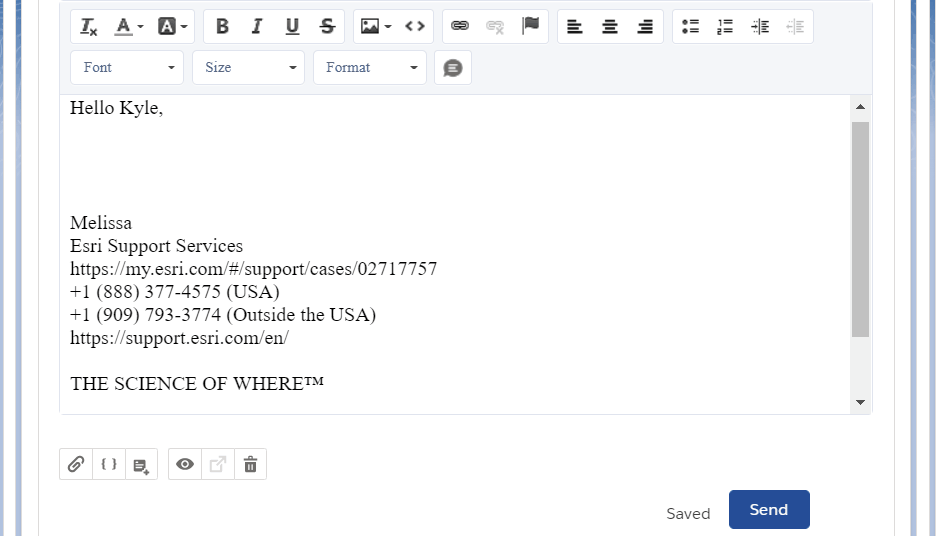 Font Size Format
Hello Kyle,
Melissa
Esri Support Services
https://my.esri.com/#/support/cases/02717757
+1 (888) 377-4575 (USA)
+1 (909) 793-3774 (Outside the USA)
https://support.esri.com/en/
THE SCIENCE OF WHERE™
Saved Send